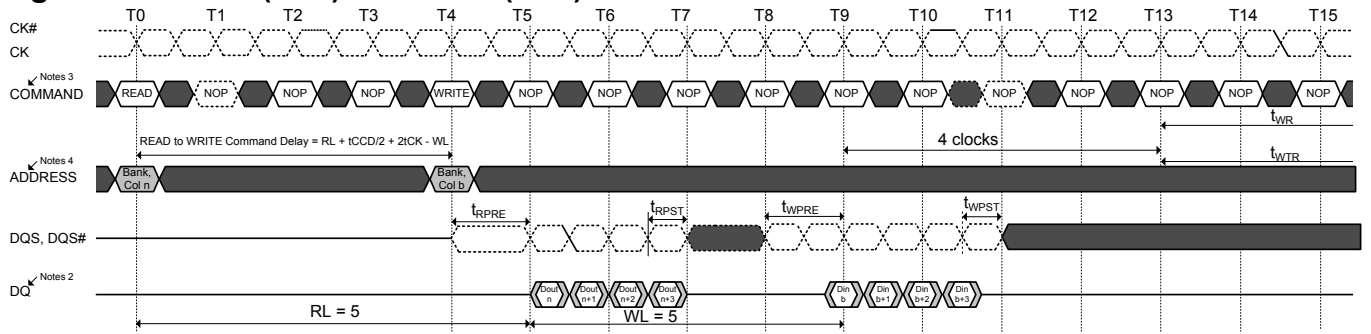 T0 T1 T2 T3 T4 T5 T6 T7 T8 T9 T10 T11 T12 T13 T14 T15
CK#
CK
Notes 3
COMMAND
READ NOP NOP NOP WRITE NOP NOP NOP NOP NOP NOP NOP NOP NOP NOP NOP
tWR
READ to WRITE Command Delay = RL + tCCD/2 + 2tCK - WL
4 clocks
tWTR
Notes 4
ADDRESS
Bank, Col n
Bank, Col b
tRPRE tRPST tWPRE tWPST
DQS, DQS#
Notes 2
DQ
Dout n
Dout n+1
Dout n+2
Dout n+3
Din b
Din b+1
Din b+2
Din b+3
RL = 5
WL = 5